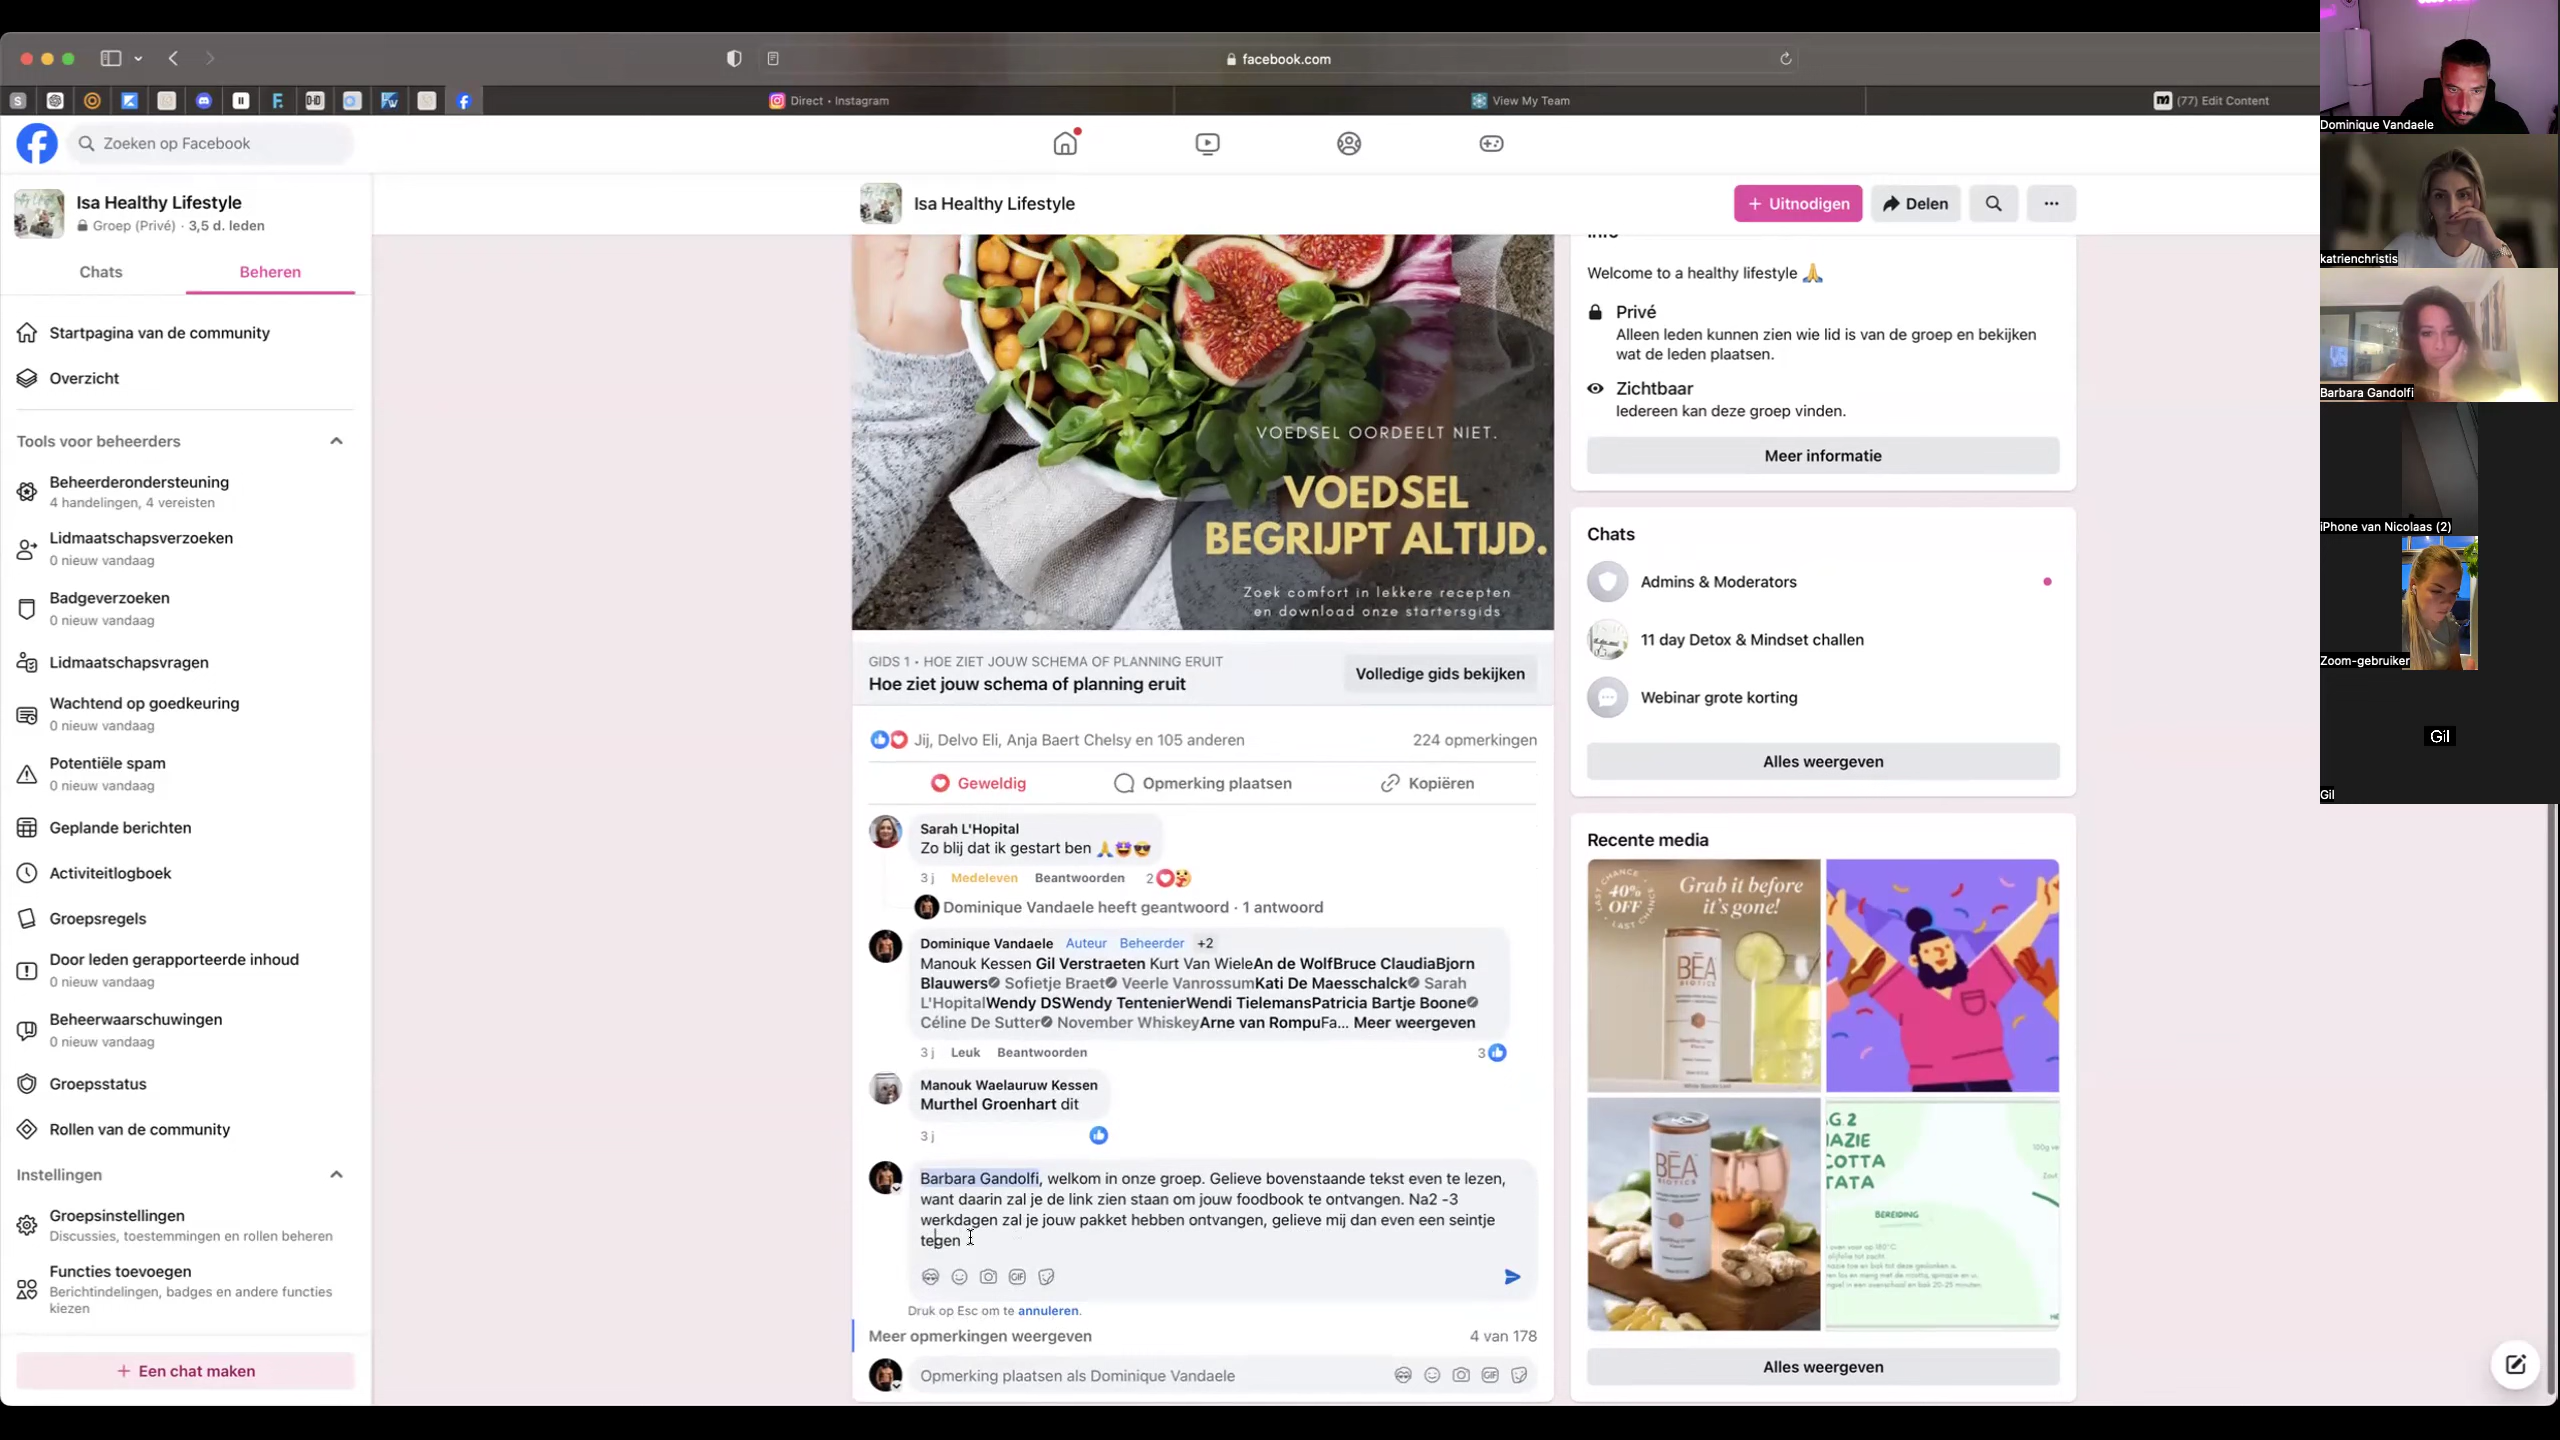 facebook.com
Direct • Instagram
View My Team
(77) Edit Content
Zoeken op Facebook
Isa Healthy Lifestyle
Groep (Privé) · 3,5 d. leden
Chats
Beheren
Startpagina van de community
Overzicht
Tools voor beheerders
Beheerderondersteuning
4 handelingen, 4 vereisten
Lidmaatschapsverzoeken
0 nieuw vandaag
Badgeverzoeken
0 nieuw vandaag
Lidmaatschapsvragen
Wachtend op goedkeuring
0 nieuw vandaag
Potentiële spam
0 nieuw vandaag
Geplande berichten
Activiteitlogboek
Groepsregels
Door leden gerapporteerde inhoud
0 nieuw vandaag
Beheerwaarschuwingen
0 nieuw vandaag
Groepsstatus
Rollen van de community
Instellingen
Groepsinstellingen
Discussies, toestemmingen en rollen beheren
Functies toevoegen
Berichtindelingen, badges en andere functies
kiezen
+ Een chat maken
Isa Healthy Lifestyle
+ Uitnodigen
Delen
VOEDSEL OORDEELT NIET.
VOEDSEL
BEGRIJPT ALTIJD.
Zoek comfort in lekkere recepten
en download onze startersgids
GIDS 1 • HOE ZIET JOUW SCHEMA OF PLANNING ERUIT
Hoe ziet jouw schema of planning eruit
Volledige gids bekijken
Jij, Delvo Eli, Anja Baert Chelsy en 105 anderen
224 opmerkingen
Geweldig
Opmerking plaatsen
Kopiëren
Sarah L'Hopital
Zo blij dat ik gestart ben 🙏🤩😎
3 j Medeleven Beantwoorden 2
Dominique Vandaele heeft geantwoord · 1 antwoord
Dominique Vandaele Auteur Beheerder +2
Manouk Kessen Gil Verstraeten Kurt Van WieleAn de WolfBruce ClaudiaBjorn
Blauwers Sofietje Braet Veerle VanrossumKati De Maesschalck Sarah
L'HopitalWendy DSWendy TentenierWendi TielemansPatricia Bartje Boone
Céline De Sutter November WhiskeyArne van RompuFa... Meer weergeven
3 j Leuk Beantwoorden
3
Manouk Waelauruw Kessen
Murthel Groenhart dit
3 j
Barbara Gandolfi, welkom in onze groep. Gelieve bovenstaande tekst even te lezen,
want daarin zal je de link zien staan om jouw foodbook te ontvangen. Na2 -3
werkdagen zal je jouw pakket hebben ontvangen, gelieve mij dan even een seintje
tegen
GIF
Druk op Esc om te annuleren.
Meer opmerkingen weergeven
4 van 178
Opmerking plaatsen als Dominique Vandaele
GIF
Info
Welcome to a healthy lifestyle 🙏
Privé
Alleen leden kunnen zien wie lid is van de groep en bekijken
wat de leden plaatsen.
Zichtbaar
Iedereen kan deze groep vinden.
Meer informatie
Chats
Admins & Moderators
11 day Detox & Mindset challen
Webinar grote korting
Alles weergeven
Recente media
LAST CHANCE
40%
OFF
LAST CHANCE
Grab it before
it's gone!
BĒA
BIOTICS
BĒA
BIOTICS
G.2
IAZIE
COTTA
TATA
BEREIDING
Alles weergeven
Dominique Vandaele
katrienchristis
Barbara Gandolfi
iPhone van Nicolaas (2)
Zoom-gebruiker
Gil
Gil